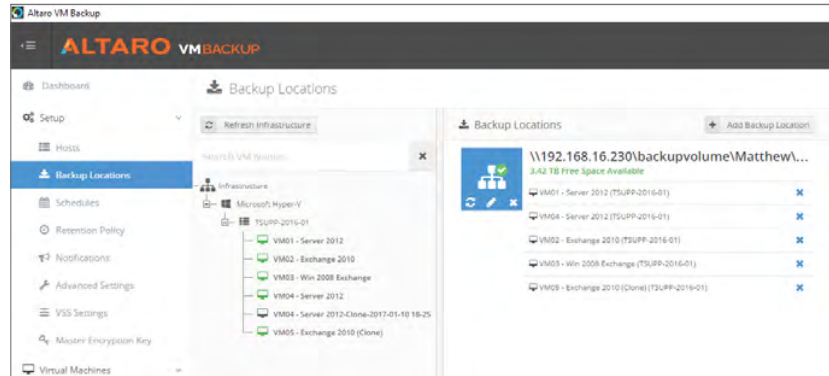 Altaro VM Backup
ALTARO VMBACKUP
Dashboard
Setup
Hosts
Backup Locations
Schedules
Retention Policy
Notifications
Advanced Settings
VSS Settings
Master Encryption Key
Virtual Machines
Backup Locations
Refresh Infrastructure
Search VM Name...
Infrastructure
Microsoft Hyper-V
TSUPP-2016-01
VM01 - Server 2012
VM02 - Exchange 2010
VM03 - Win 2008 Exchange
VM04 - Server 2012
VM04 - Server 2012-Clone-2017-01-10 18-25
VM05 - Exchange 2010 (Clone)
Backup Locations
Add Backup Location
\\192.168.16.230\backupvolume\Matthew\...
3.42 TB Free Space Available
VM01 - Server 2012 (TSUPP-2016-01)
VM04 - Server 2012 (TSUPP-2016-01)
VM02 - Exchange 2010 (TSUPP-2016-01)
VM03 - Win 2008 Exchange (TSUPP-2016-01)
Exchange 2010 (Clone) (TSUPP-2016-01)